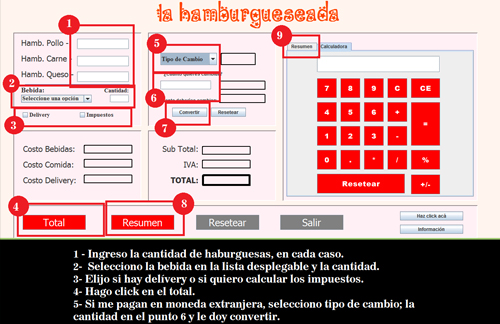 la hamburgueseada
1
Hamb. Pollo -
Hamb. Carne
Hamb. Queso -
2
Bebida:
Cantidad:
Seleccione una opción
3
Delivery
Impuestos
5
Tipo de Cambio
6
Convertir
Resetear
7
9
Resumen
Calculadora
7 8 9 C CE
4 5 6 + =
1 2 3 -
0 . * / %
Resetear +/-
Costo Bebidas:
Costo Comida:
Costo Delivery:
Sub Total:
IVA:
TOTAL:
4
Total
8
Resumen
Resetear
Salir
Haz click acá
Información
1 - Ingreso la cantidad de haburguesas, en cada caso.
2- Selecciono la bebida en la lista desplegable y la cantidad.
3- Elijo si hay delívery o si quiero calcular los impuestos.
4- Hago click en el total.
5- Si me pagan en moneda extranjera, selecciono tipo de cambio; la
cantidad en el punto 6 y le doy convertir.